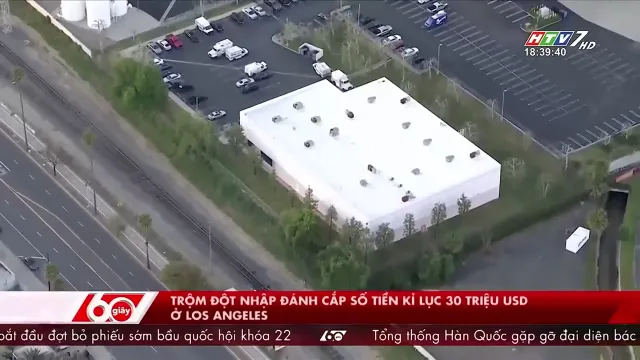 HTV7 HD
18:39:40
60 giây
TRỘM ĐỘT NHẬP ĐÁNH CẮP SỐ TIỀN KỈ LỤC 30 TRIỆU USD
Ở LOS ANGELES
bắt đầu đợt bỏ phiếu sớm bầu quốc hội khóa 22 60 Tổng thống Hàn Quốc gặp gỡ đại diện bác